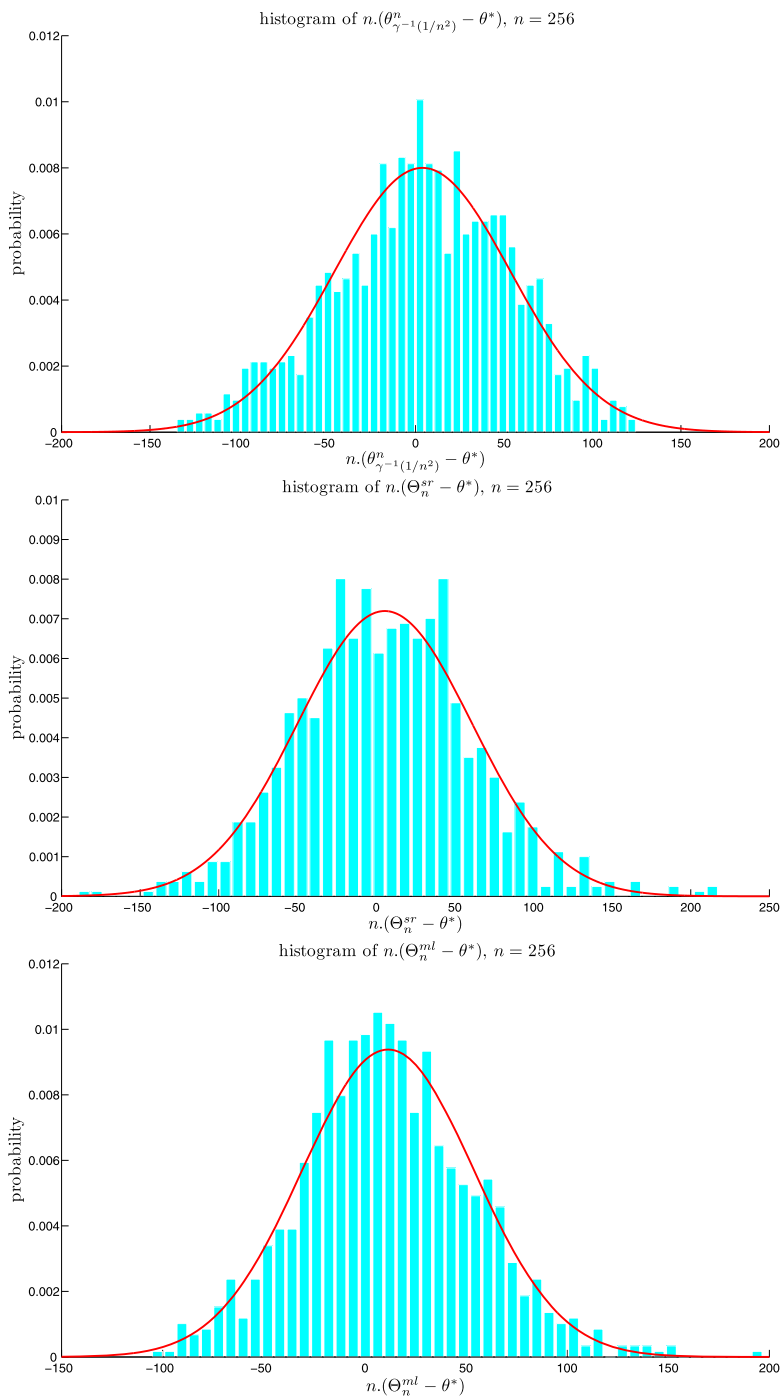 histogram of n.(θ^n_{γ^{−1}(1/n^2)} − θ*), n = 256
0.012
0.01
0.008
0.006
0.004
0.002
0
probability
−200 −150 −100 −50 0 50 100 150 200
n.(θ^n_{γ^{−1}(1/n^2)} − θ*)
histogram of n.(Θ^{sr}_n − θ*), n = 256
0.01
0.009
0.008
0.007
0.006
0.005
0.004
0.003
0.002
0.001
0
probability
−200 −150 −100 −50 0 50 100 150 200 250
n.(Θ^{sr}_n − θ*)
histogram of n.(Θ^{ml}_n − θ*), n = 256
0.012
0.01
0.008
0.006
0.004
0.002
0
probability
−150 −100 −50 0 50 100 150 200
n.(Θ^{ml}_n − θ*)